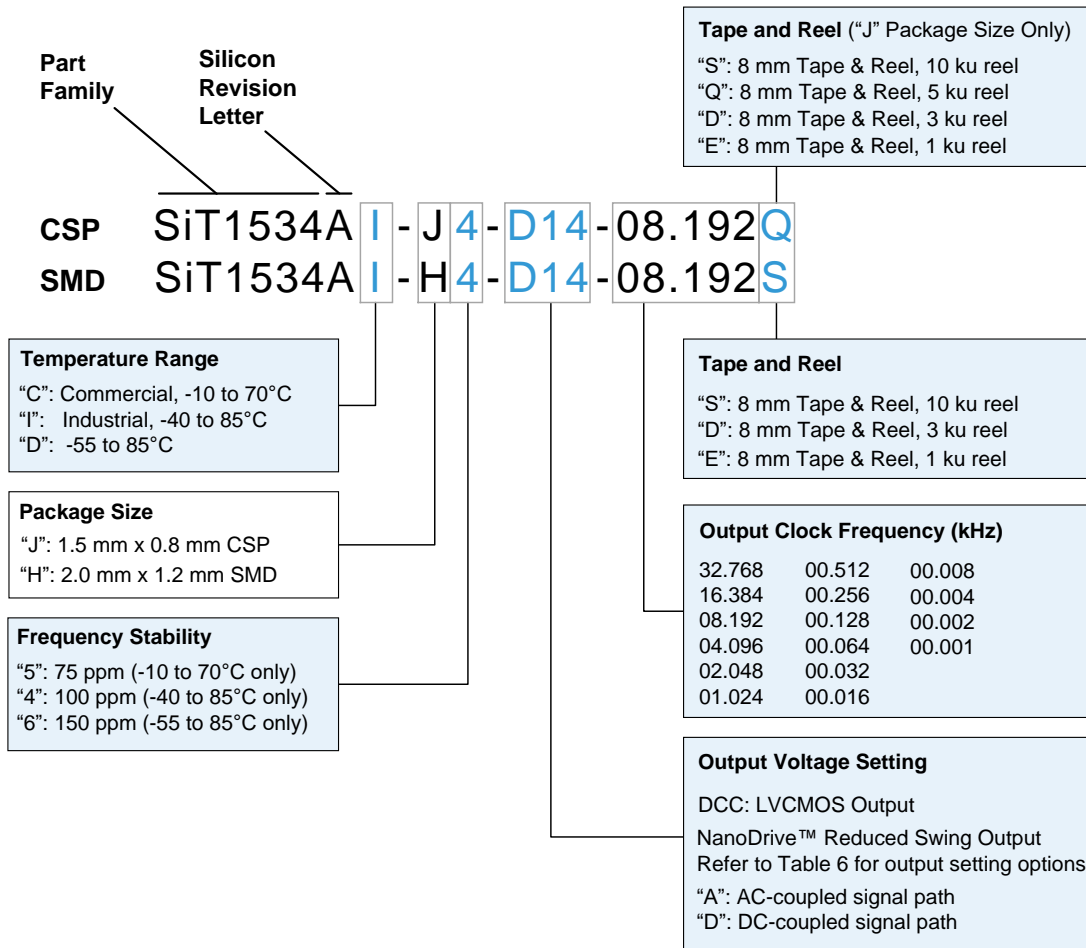 Part
Family
Silicon
Revision
Letter
Tape and Reel (“J” Package Size Only)
“S”: 8 mm Tape & Reel, 10 ku reel
“Q”: 8 mm Tape & Reel, 5 ku reel
“D”: 8 mm Tape & Reel, 3 ku reel
“E”: 8 mm Tape & Reel, 1 ku reel
CSP SiT1534AI-J4-D14-08.192Q
SMD SiT1534AI-H4-D14-08.192S
Temperature Range
“C”: Commercial, -10 to 70°C
“I”: Industrial, -40 to 85°C
“D”: -55 to 85°C
Package Size
“J”: 1.5 mm x 0.8 mm CSP
“H”: 2.0 mm x 1.2 mm SMD
Frequency Stability
“5”: 75 ppm (-10 to 70°C only)
“4”: 100 ppm (-40 to 85°C only)
“6”: 150 ppm (-55 to 85°C only)
Tape and Reel
“S”: 8 mm Tape & Reel, 10 ku reel
“D”: 8 mm Tape & Reel, 3 ku reel
“E”: 8 mm Tape & Reel, 1 ku reel
Output Clock Frequency (kHz)
32.768 00.512 00.008
16.384 00.256 00.004
08.192 00.128 00.002
04.096 00.064 00.001
02.048 00.032
01.024 00.016
Output Voltage Setting
DCC: LVCMOS Output
NanoDrive™ Reduced Swing Output
Refer to Table 6 for output setting options
“A”: AC-coupled signal path
“D”: DC-coupled signal path